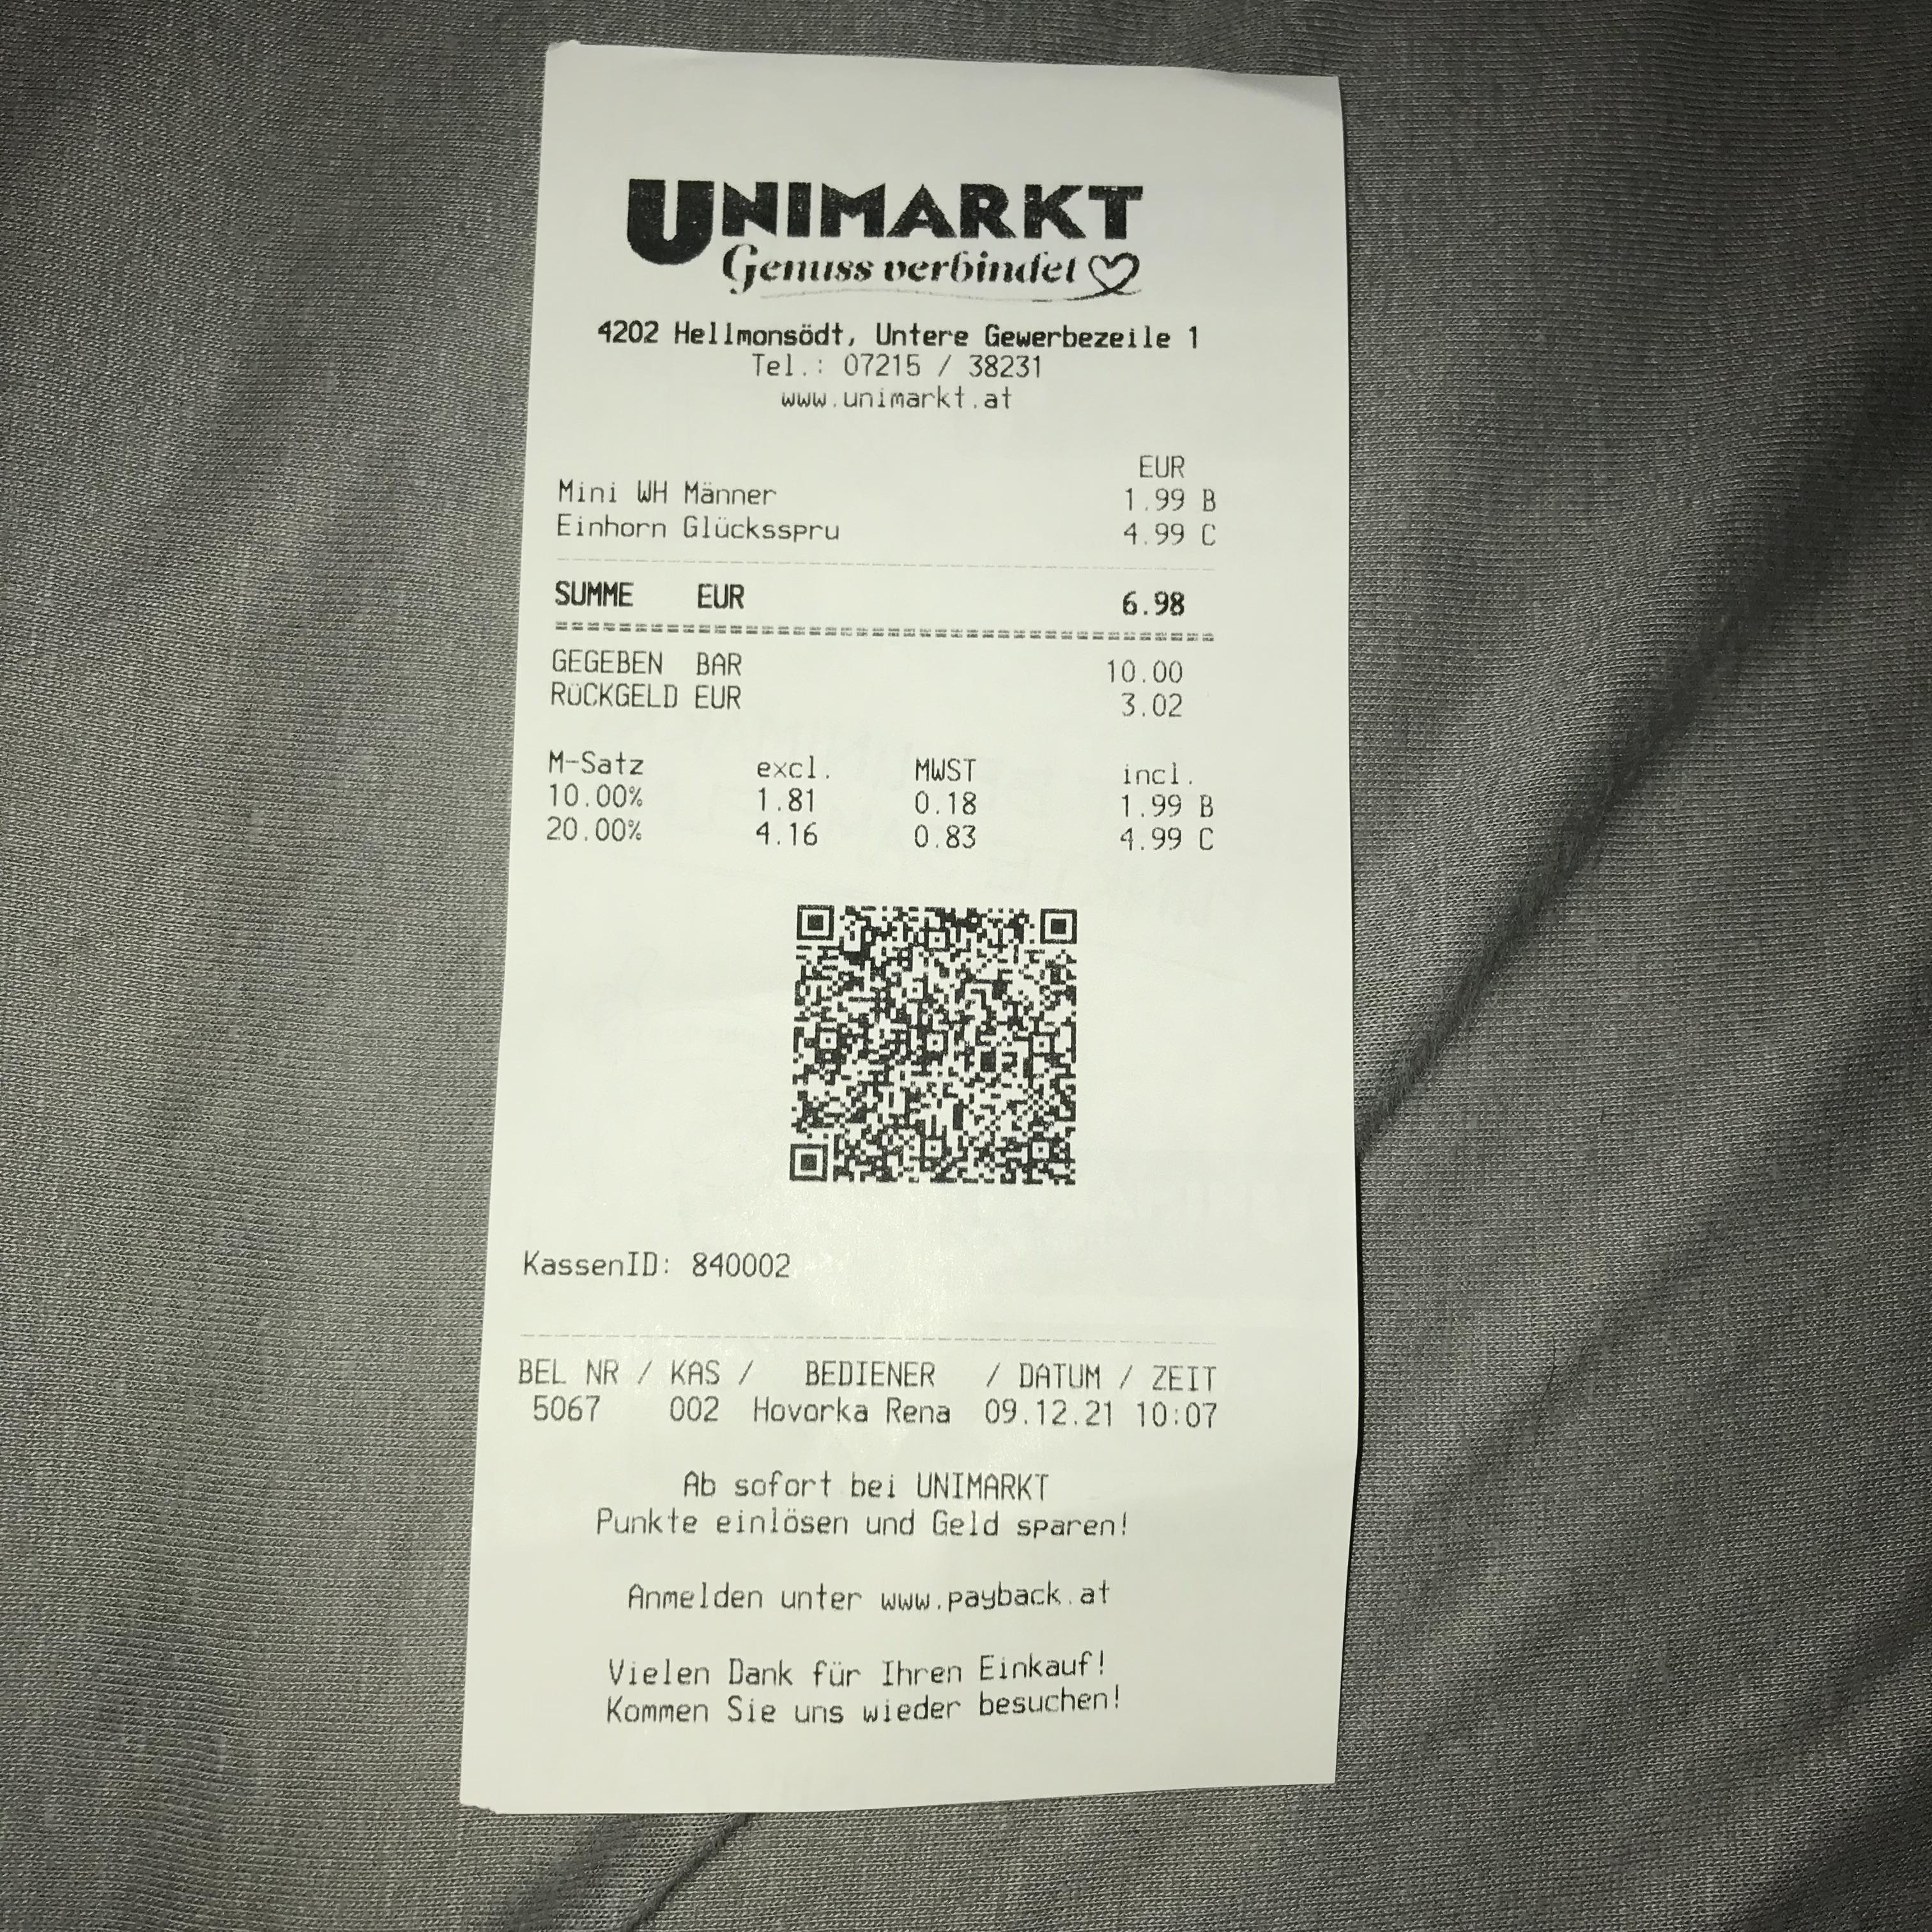 UNIMARKT
Genuss verbindet
4202 Hellmonsödt, Untere Gewerbezeile 1
Tel.: 07215 / 38231
www.unimarkt.at
EUR
Mini WH Männer 1.99 B
Einhorn Glücksspru 4.99 C
SUMME EUR 6.98
GEGEBEN BAR 10.00
RÜCKGELD EUR 3.02
M-Satz excl. MWST incl.
10.00% 1.81 0.18 1.99 B
20.00% 4.16 0.83 4.99 C
KassenID: 840002
BEL NR / KAS / BEDIENER / DATUM / ZEIT
5067 002 Hovorka Rena 09.12.21 10:07
Ab sofort bei UNIMARKT
Punkte einlösen und Geld sparen!
Anmelden unter www.payback.at
Vielen Dank für Ihren Einkauf!
Kommen Sie uns wieder besuchen!